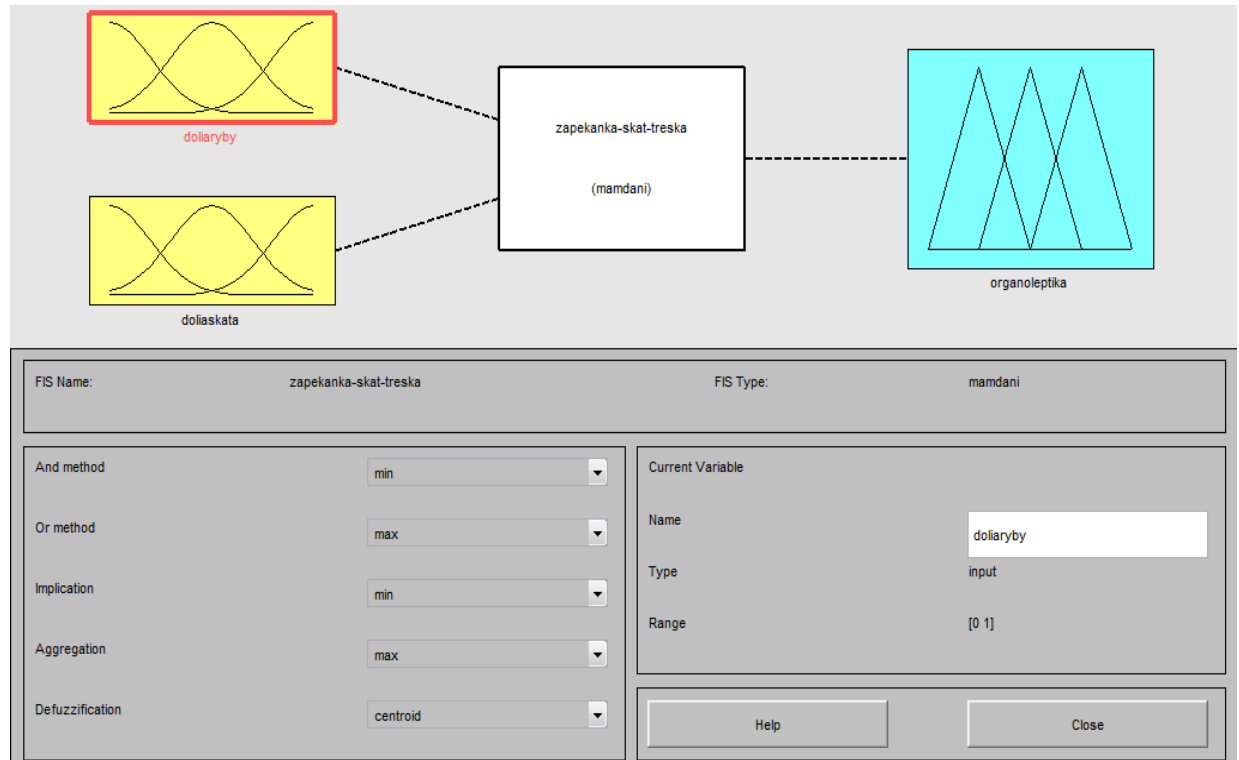 doliaryby
zapekanka-skat-treska
(mamdani)
organoleptika
doliaskata
FIS Name: zapekanka-skat-treska FIS Type: mamdani
And method min
Or method max
Implication min
Aggregation max
Defuzzification centroid
Current Variable
Name doliaryby
Type input
Range [0 1]
Help Close